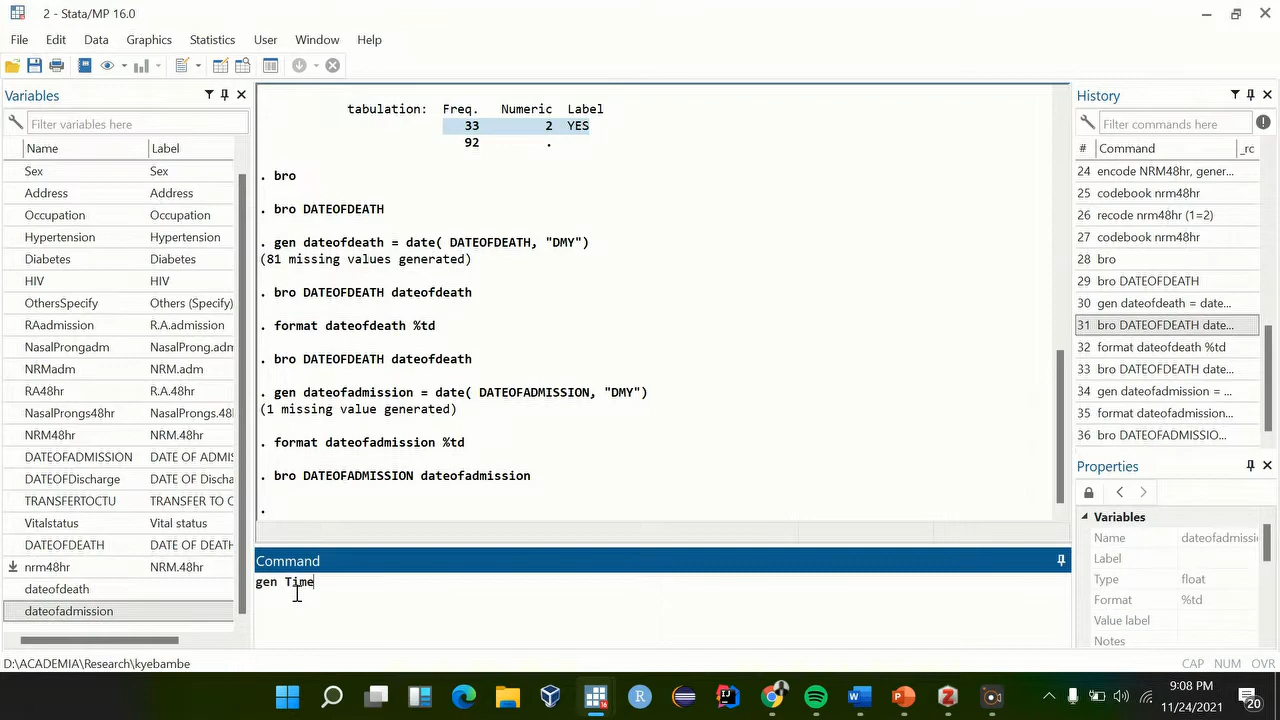 2 - Stata/MP 16.0
File Edit Data Graphics Statistics User Window Help
Variables
Filter variables here
Name Label
Sex Sex
Address Address
Occupation Occupation
Hypertension Hypertension
Diabetes Diabetes
HIV HIV
OthersSpecify Others (Specify)
RAadmission R.A.admission
NasalProngadm NasalProng.adm
NRMadm NRM.adm
RA48hr R.A.48hr
NasalProngs48hr NasalProngs.48
NRM48hr NRM.48hr
DATEOFADMISSION DATE OF ADMIS
DATEOFDischarge DATE OF Discha
TRANSFERTOCTU TRANSFER TO C
Vitalstatus Vital status
DATEOFDEATH DATE OF DEATH
nrm48hr NRM.48hr
dateofdeath
dateofadmission
tabulation: Freq. Numeric Label
33 2 YES
92 .
. bro
. bro DATEOFDEATH
. gen dateofdeath = date( DATEOFDEATH, "DMY")
(81 missing values generated)
. bro DATEOFDEATH dateofdeath
. format dateofdeath %td
. bro DATEOFDEATH dateofdeath
. gen dateofadmission = date( DATEOFADMISSION, "DMY")
(1 missing value generated)
. format dateofadmission %td
. bro DATEOFADMISSION dateofadmission
.
Command
gen Time
History
Filter commands here
# Command _rc
24 encode NRM48hr, gener...
25 codebook nrm48hr
26 recode nrm48hr (1=2)
27 codebook nrm48hr
28 bro
29 bro DATEOFDEATH
30 gen dateofdeath = date...
31 bro DATEOFDEATH date...
32 format dateofdeath %td
33 bro DATEOFDEATH date...
34 gen dateofadmission = ...
35 format dateofadmission...
36 bro DATEOFADMISSIO...
Properties
Variables
Name dateofadmissi
Label
Type float
Format %td
Value label
Notes
D:\ACADEMIA\Research\kyebambe
CAP NUM OVR
9:08 PM
11/24/2021
20